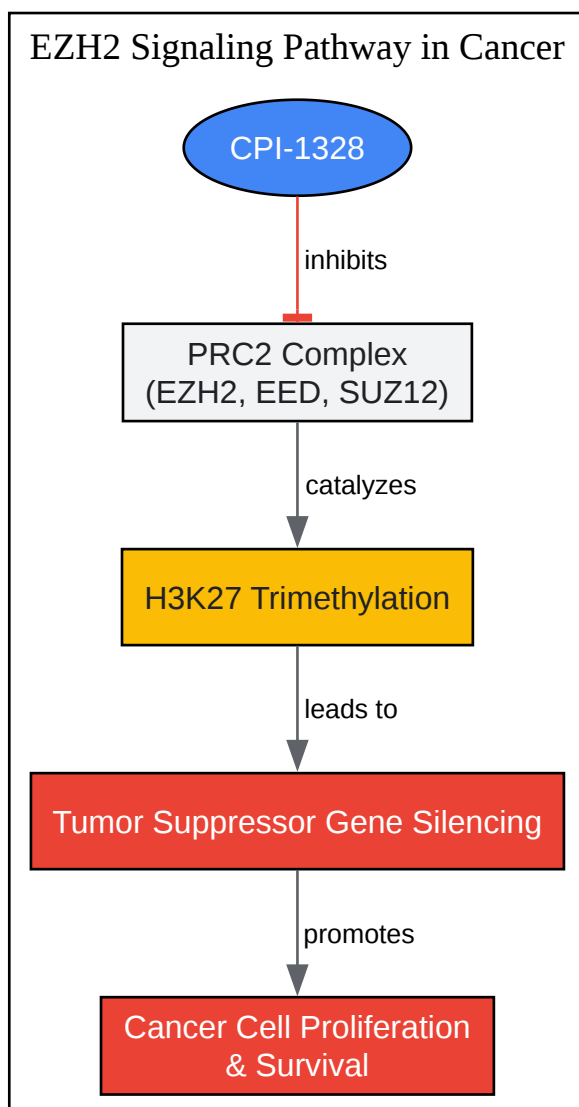 EZH2 Signaling Pathway in Cancer
CPI-1328
inhibits
PRC2 Complex
(EZH2, EED, SUZ12)
catalyzes
H3K27 Trimethylation
leads to
Tumor Suppressor Gene Silencing
promotes
Cancer Cell Proliferation
& Survival